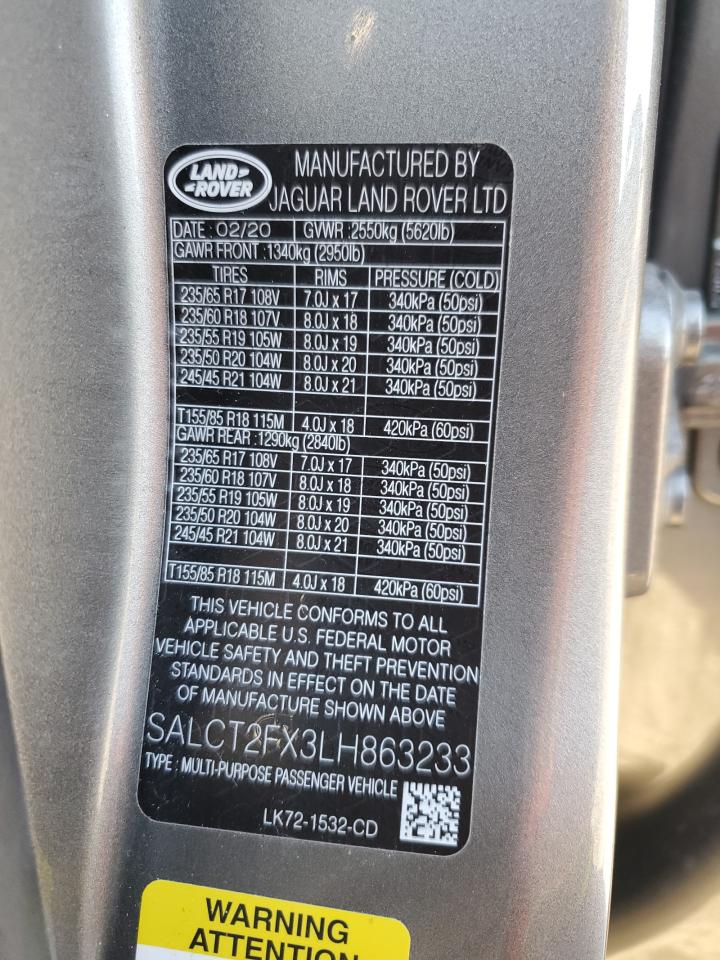 LAND ROVER
MANUFACTURED BY
JAGUAR LAND ROVER LTD
DATE : 02/20 GVWR :2550kg (5620lb)
GAWR FRONT :1340kg (2950lb)
TIRES RIMS PRESSURE (COLD)
235/65 R17 108V 7.0J x 17 340kPa (50psi)
235/60 R18 107V 8.0J x 18 340kPa (50psi)
235/55 R19 105W 8.0J x 19 340kPa (50psi)
235/50 R20 104W 8.0J x 20 340kPa (50psi)
245/45 R21 104W 8.0J x 21 340kPa (50psi)
T155/85 R18 115M 4.0J x 18 420kPa (60psi)
GAWR REAR :1290kg (2840lb)
235/65 R17 108V 7.0J x 17 340kPa (50psi)
235/60 R18 107V 8.0J x 18 340kPa (50psi)
235/55 R19 105W 8.0J x 19 340kPa (50psi)
235/50 R20 104W 8.0J x 20 340kPa (50psi)
245/45 R21 104W 8.0J x 21 340kPa (50psi)
T155/85 R18 115M 4.0J x 18 420kPa (60psi)
THIS VEHICLE CONFORMS TO ALL
APPLICABLE U.S. FEDERAL MOTOR
VEHICLE SAFETY AND THEFT PREVENTION
STANDARDS IN EFFECT ON THE DATE
OF MANUFACTURE SHOWN ABOVE
SALCT2FX3LH863233
TYPE : MULTI-PURPOSE PASSENGER VEHICLE
LK72-1532-CD
WARNING
ATTENTION